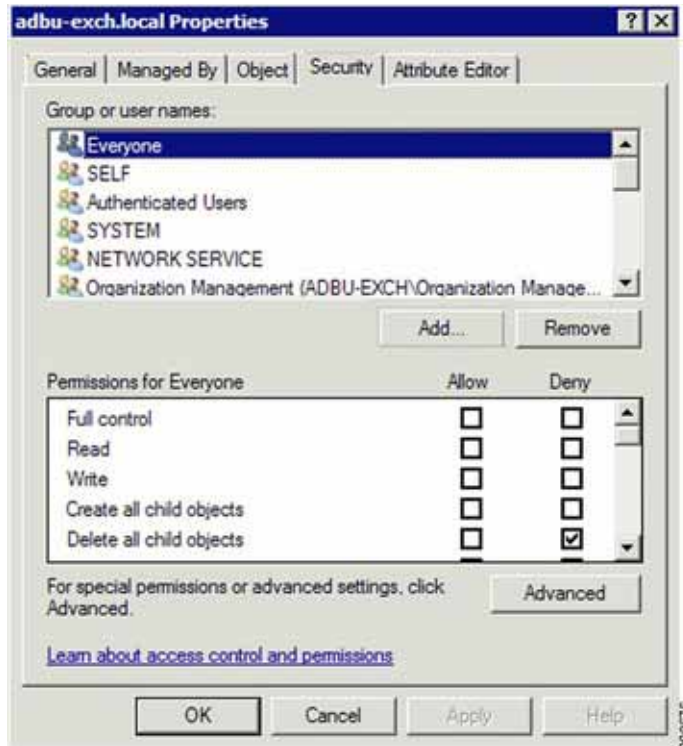 adbu-exch.local Properties
General Managed By Object Security Attribute Editor
Group or user names:
Everyone
SELF
Authenticated Users
SYSTEM
NETWORK SERVICE
Organization Management (ADBU-EXCH\Organization Manage...
Add... Remove
Permissions for Everyone Allow Deny
Full control
Read
Write
Create all child objects
Delete all child objects
For special permissions or advanced settings, click
Advanced.
Advanced
Learn about access control and permissions
OK Cancel Apply Help